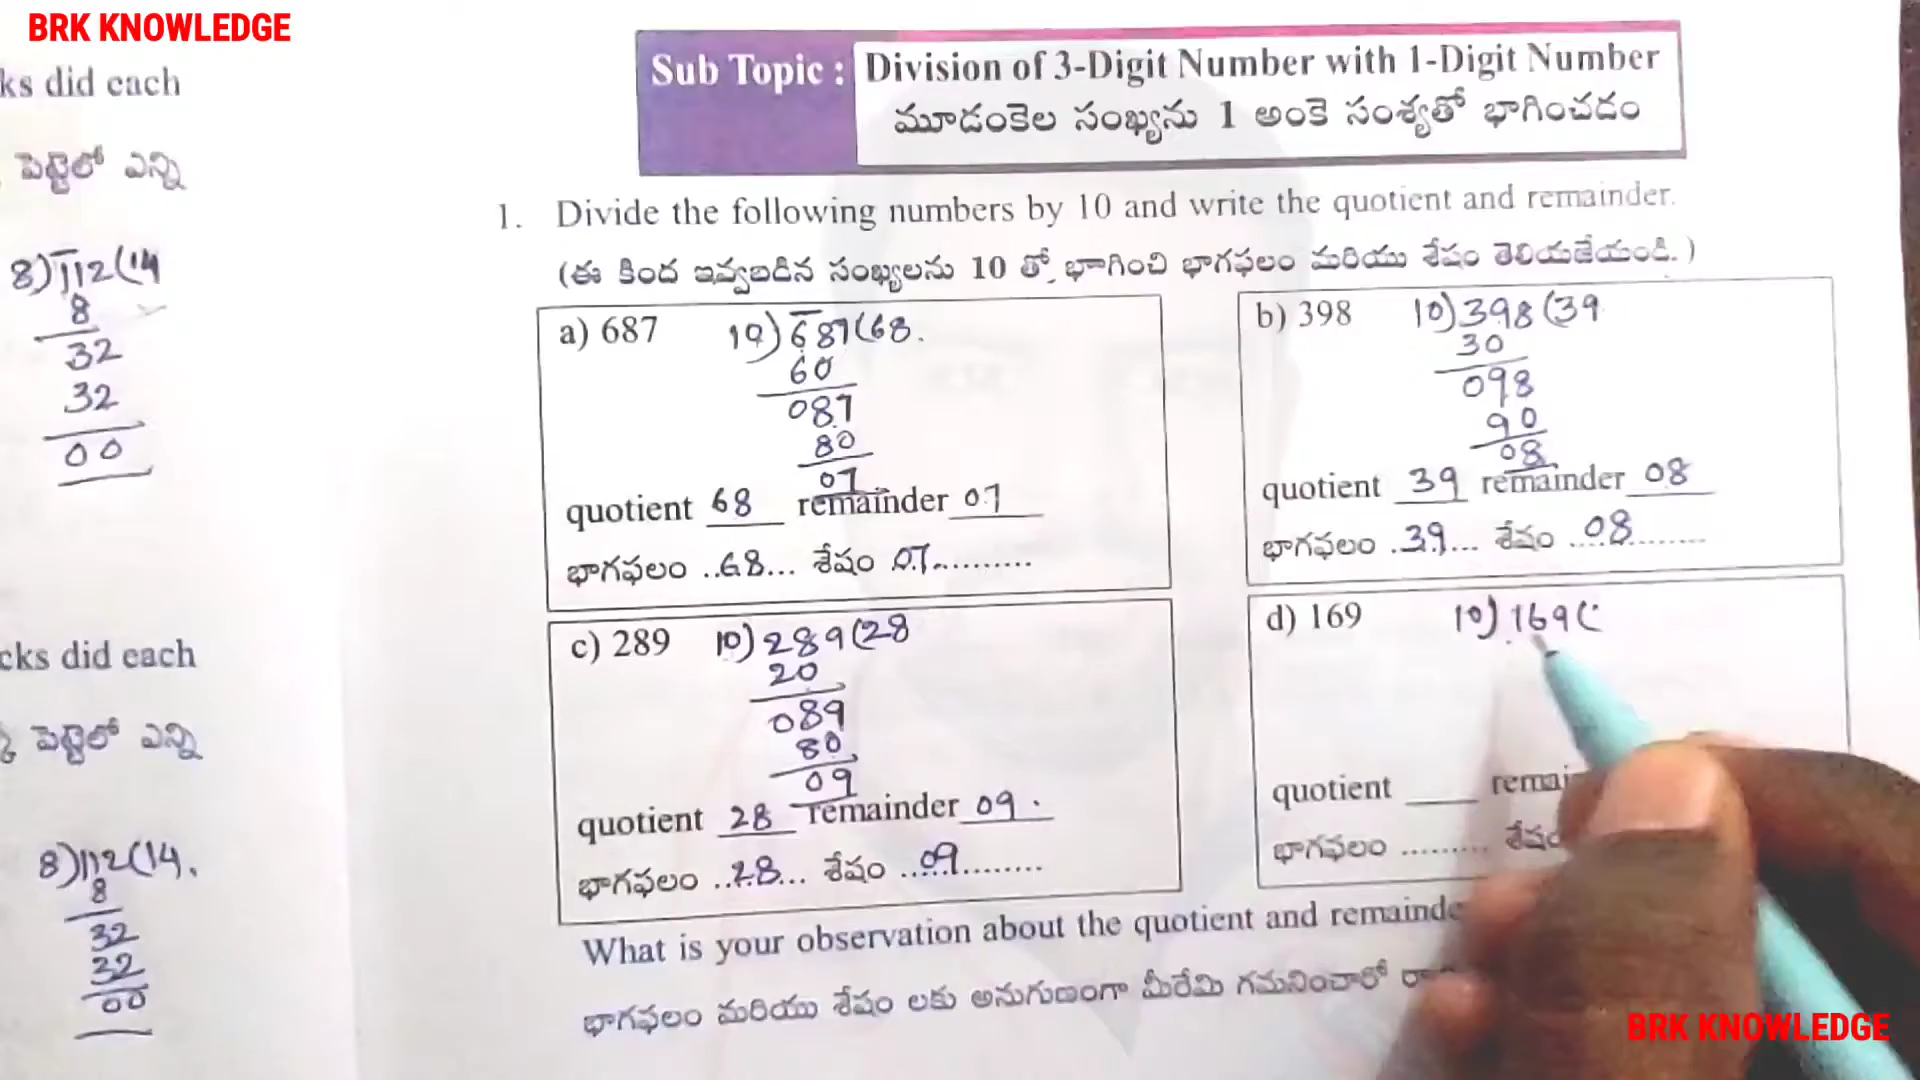 BRK KNOWLEDGE
ks did each
పెట్టెలో ఎన్ని
8)112(14
8
32
32
00
cks did each
పెట్టెలో ఎన్ని
8)112(14.
8
32
32
00
Sub Topic : Division of 3-Digit Number with 1-Digit Number
మూడంకెల సంఖ్యను 1 అంకె సంఖ్యతో భాగించడం
1. Divide the following numbers by 10 and write the quotient and remainder.
(ఈ కింద ఇవ్వబడిన సంఖ్యలను 10 తో భాగించి భాగఫలం మరియు శేషం తెలియజేయండి.)
a) 687 10)687(68.
60
087
80
07
quotient 68 remainder 07
భాగఫలం ..68... శేషం .07..........
b) 398 10)398(39
30
098
90
08
quotient 39 remainder 08
భాగఫలం .39... శేషం ....08.........
c) 289 10)289(28
20
089
80
09
quotient 28 remainder 09.
భాగఫలం ..28... శేషం ..09.........
d) 169 10)169(
quotient ____ remai
భాగఫలం ......... శేషం
What is your observation about the quotient and remainde
భాగఫలం మరియు శేషం లకు అనుగుణంగా మీరేమి గమనించారో
BRK KNOWLEDGE